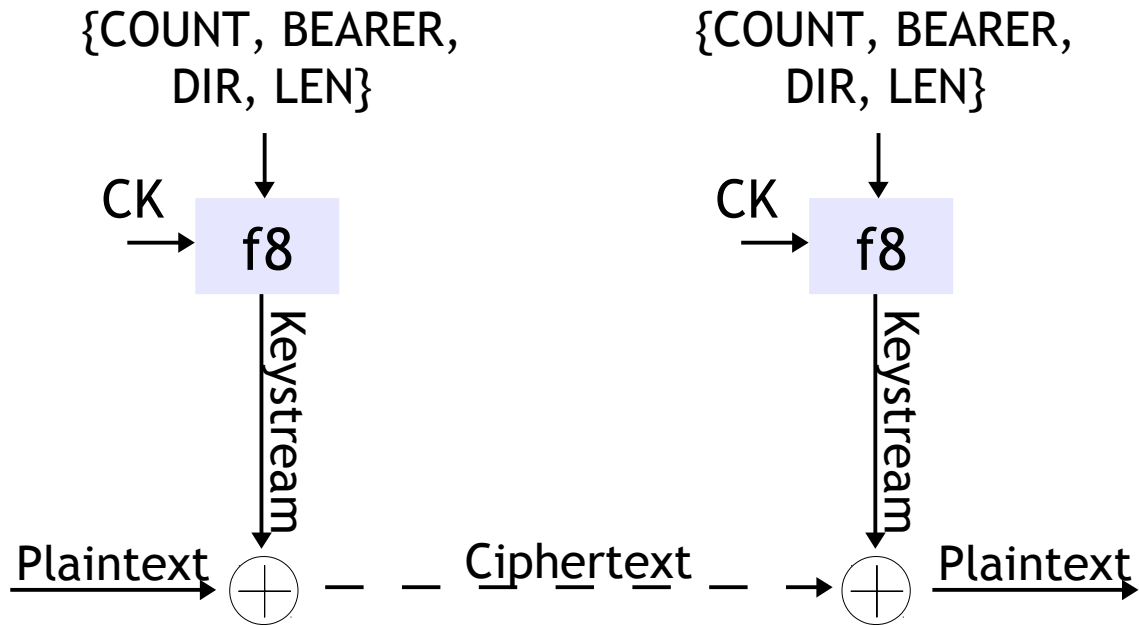 {COUNT, BEARER,
DIR, LEN}
{COUNT, BEARER,
DIR, LEN}
CK
f8
CK
f8
Keystream
Keystream
Plaintext
Ciphertext
Plaintext